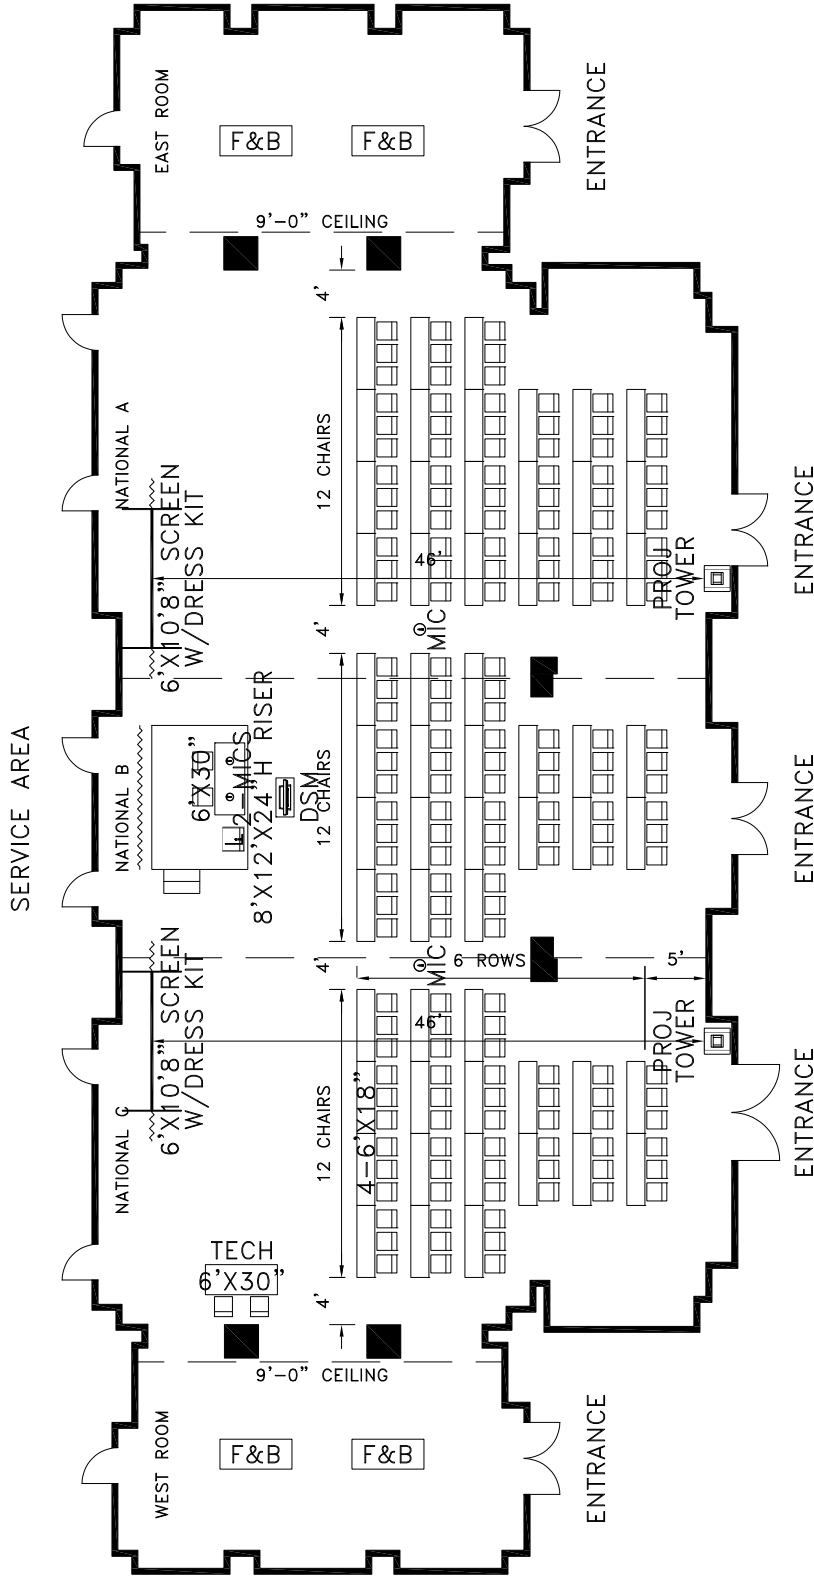 EAST ROOM
F&B
F&B
ENTRANCE
9'-0" CEILING
4'
NATIONAL A
6'X10'8" SCREEN
W/DRESS KIT
12 CHAIRS
46'
PROJ
TOWER
ENTRANCE
4'
MIC
SERVICE AREA
NATIONAL B
6'X30"
L 2-MICS
8'X12'X24"H RISER
DSM
12 CHAIRS
ENTRANCE
4'
MIC
6 ROWS
5'
NATIONAL C
6'X10'8" SCREEN
W/DRESS KIT
46'
PROJ
TOWER
12 CHAIRS
4-6'X18"
ENTRANCE
TECH
6'X30"
4'
9'-0" CEILING
WEST ROOM
F&B
F&B
ENTRANCE